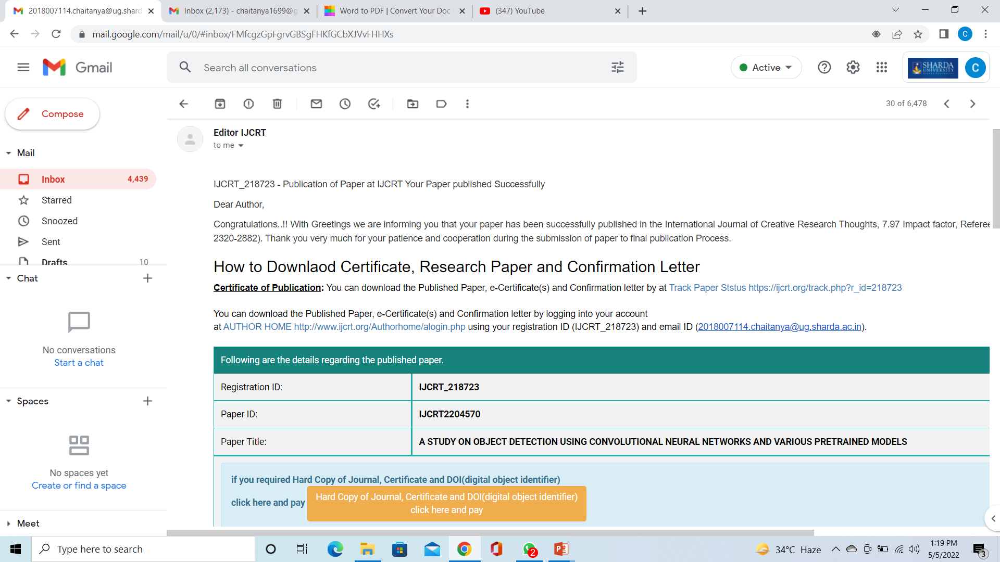 2018007114.chaitanya@ug.shard
Inbox (2,173) - chaitanya1699@g
Word to PDF | Convert Your Doc
(347) YouTube
mail.google.com/mail/u/0/#inbox/FMfcgzGpFgrvGBSgFHKfGCbXJVvFHHXs
C
Gmail
Search all conversations
Active
SHARDA
UNIVERSITY
C
Compose
30 of 6,478
Mail
Inbox 4,439
Starred
Snoozed
Sent
Drafts 10
Chat
No conversations
Start a chat
Spaces
No spaces yet
Create or find a space
Meet
Editor IJCRT
to me
IJCRT_218723 - Publication of Paper at IJCRT Your Paper published Successfully
Dear Author,
Congratulations..!! With Greetings we are informing you that your paper has been successfully published in the International Journal of Creative Research Thoughts, 7.97 Impact factor, Referee
2320-2882). Thank you very much for your patience and cooperation during the submission of paper to final publication Process.
How to Downlaod Certificate, Research Paper and Confirmation Letter
Certificate of Publication: You can download the Published Paper, e-Certificate(s) and Confirmation letter by at Track Paper Ststus https://ijcrt.org/track.php?r_id=218723
You can download the Published Paper, e-Certificate(s) and Confirmation letter by logging into your account
at AUTHOR HOME http://www.ijcrt.org/Authorhome/alogin.php using your registration ID (IJCRT_218723) and email ID (2018007114.chaitanya@ug.sharda.ac.in).
Following are the details regarding the published paper.
Registration ID: IJCRT_218723
Paper ID: IJCRT2204570
Paper Title: A STUDY ON OBJECT DETECTION USING CONVOLUTIONAL NEURAL NETWORKS AND VARIOUS PRETRAINED MODELS
if you required Hard Copy of Journal, Certificate and DOI(digital object identifier)
click here and pay
Hard Copy of Journal, Certificate and DOI(digital object identifier)
click here and pay
Type here to search
2
34°C Haze
1:19 PM
5/5/2022
3